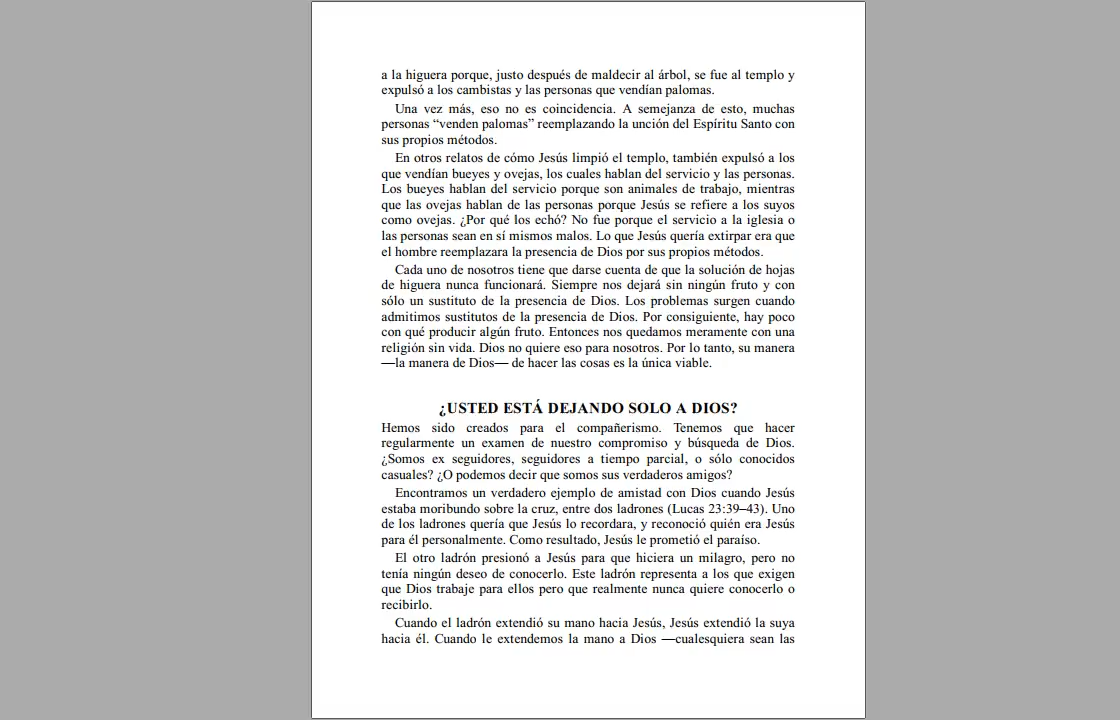 a la higuera porque, justo después de maldecir al árbol, se fue al templo y
expulsó a los cambistas y las personas que vendían palomas.
Una vez más, eso no es coincidencia. A semejanza de esto, muchas
personas “venden palomas” reemplazando la unción del Espíritu Santo con
sus propios métodos.
En otros relatos de cómo Jesús limpió el templo, también expulsó a los
que vendían bueyes y ovejas, los cuales hablan del servicio y las personas.
Los bueyes hablan del servicio porque son animales de trabajo, mientras
que las ovejas hablan de las personas porque Jesús se refiere a los suyos
como ovejas. ¿Por qué los echó? No fue porque el servicio a la iglesia o
las personas sean en sí mismos malos. Lo que Jesús quería extirpar era que
el hombre reemplazara la presencia de Dios por sus propios métodos.
Cada uno de nosotros tiene que darse cuenta de que la solución de hojas
de higuera nunca funcionará. Siempre nos dejará sin ningún fruto y con
sólo un sustituto de la presencia de Dios. Los problemas surgen cuando
admitimos sustitutos de la presencia de Dios. Por consiguiente, hay poco
con qué producir algún fruto. Entonces nos quedamos meramente con una
religión sin vida. Dios no quiere eso para nosotros. Por lo tanto, su manera
—la manera de Dios— de hacer las cosas es la única viable.
¿USTED ESTÁ DEJANDO SOLO A DIOS?
Hemos sido creados para el compañerismo. Tenemos que hacer
regularmente un examen de nuestro compromiso y búsqueda de Dios.
¿Somos ex seguidores, seguidores a tiempo parcial, o sólo conocidos
casuales? ¿O podemos decir que somos sus verdaderos amigos?
Encontramos un verdadero ejemplo de amistad con Dios cuando Jesús
estaba moribundo sobre la cruz, entre dos ladrones (Lucas 23:39–43). Uno
de los ladrones quería que Jesús lo recordara, y reconoció quién era Jesús
para él personalmente. Como resultado, Jesús le prometió el paraíso.
El otro ladrón presionó a Jesús para que hiciera un milagro, pero no
tenía ningún deseo de conocerlo. Este ladrón representa a los que exigen
que Dios trabaje para ellos pero que realmente nunca quiere conocerlo o
recibirlo.
Cuando el ladrón extendió su mano hacia Jesús, Jesús extendió la suya
hacia él. Cuando le extendemos la mano a Dios —cualesquiera sean las